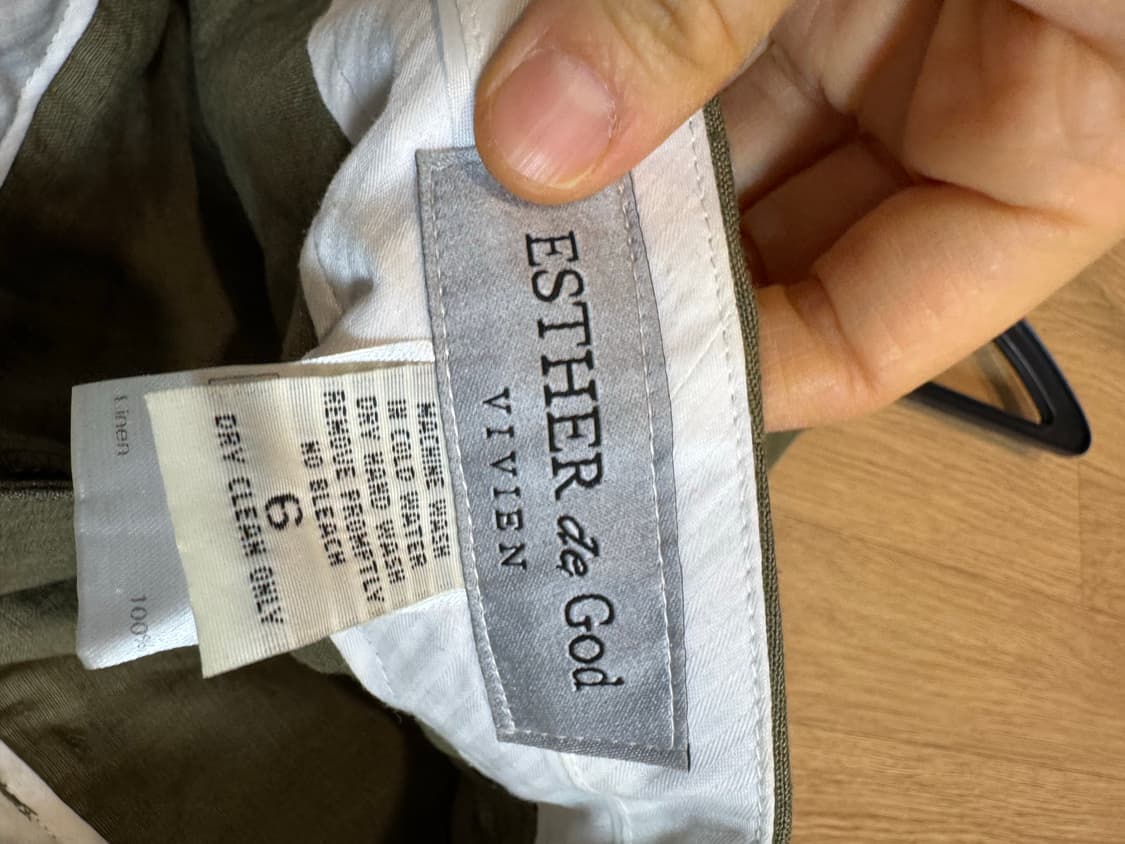 ESTHER de God
VIVIEN
MACHINE WASH
IN COLD WATER
DRY HAND WASH
REMOVE PROMPTLY
NO BLEACH
6
DRY CLEAN ONLY
Linen 100%